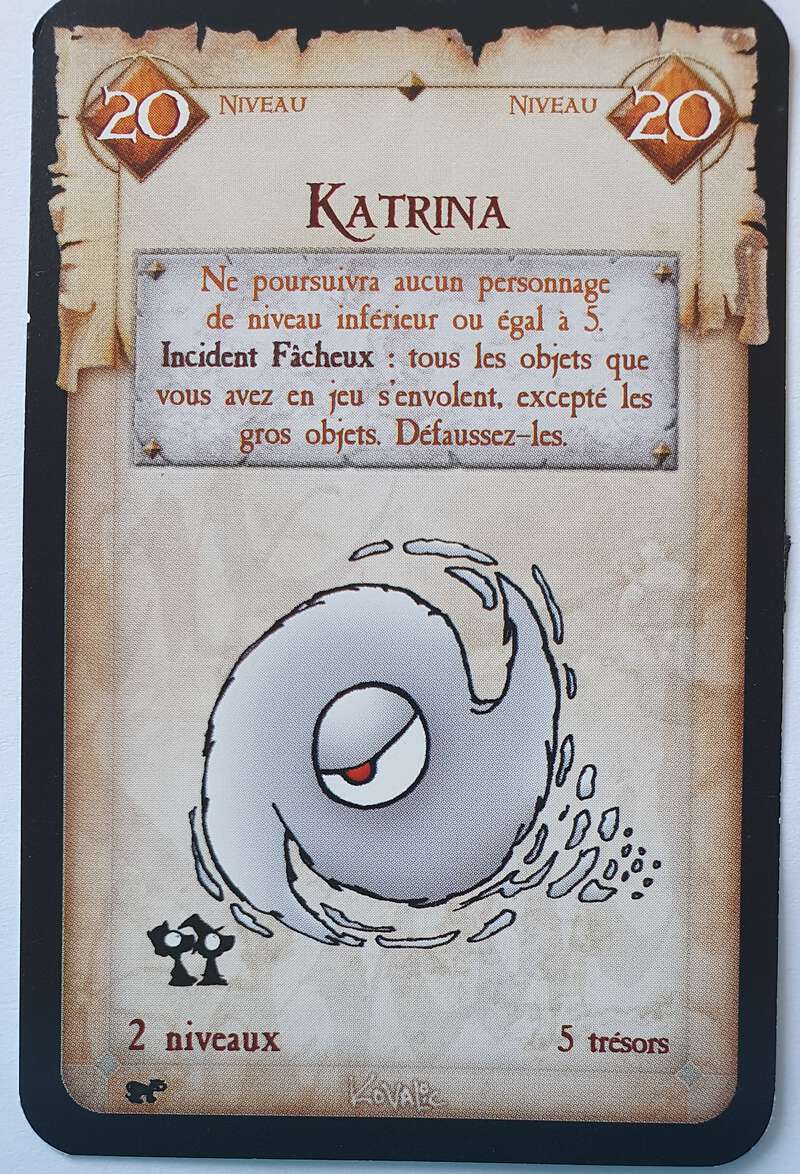 20 Niveau Niveau 20
Katrina
Ne poursuivra aucun personnage
de niveau inférieur ou égal à 5.
Incident Fâcheux : tous les objets que
vous avez en jeu s'envolent, excepté les
gros objets. Défaussez-les.
2 niveaux 5 trésors
Kovalic